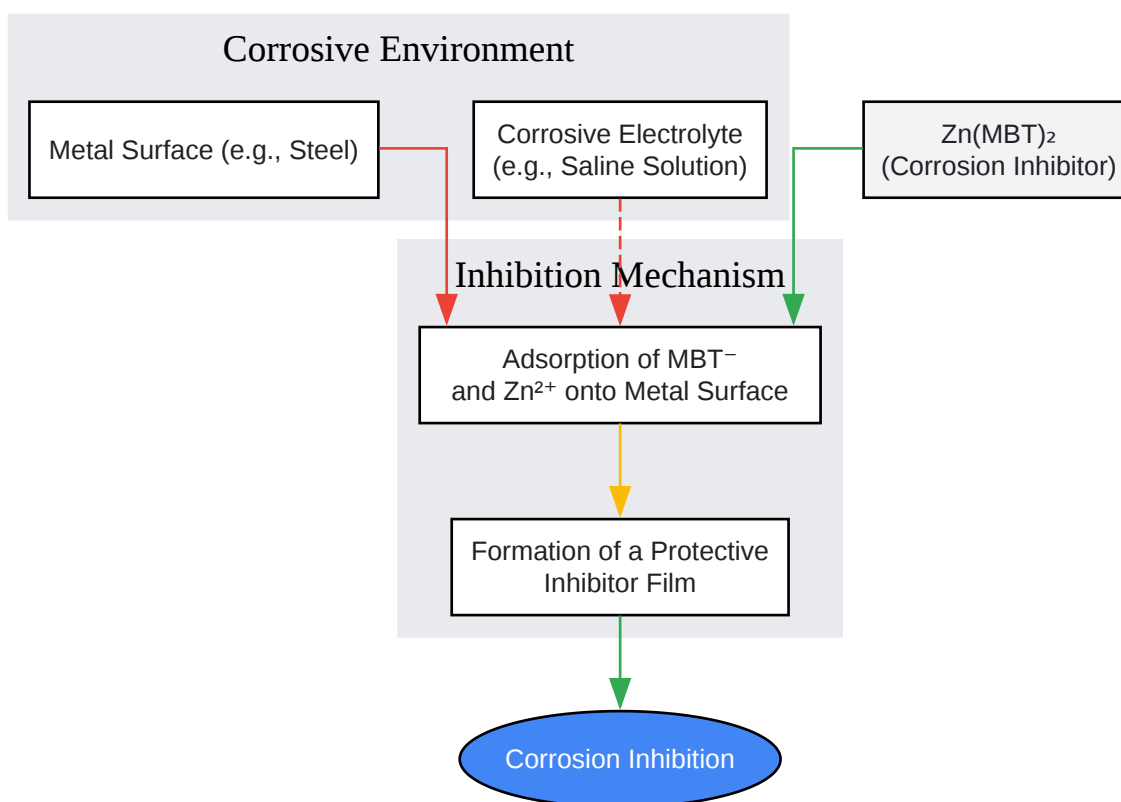 Corrosive Environment
Metal Surface (e.g., Steel)
Corrosive Electrolyte
(e.g., Saline Solution)
Zn(MBT)₂
(Corrosion Inhibitor)
Inhibition Mechanism
Adsorption of MBT⁻
and Zn²⁺ onto Metal Surface
Formation of a Protective
Inhibitor Film
Corrosion Inhibition